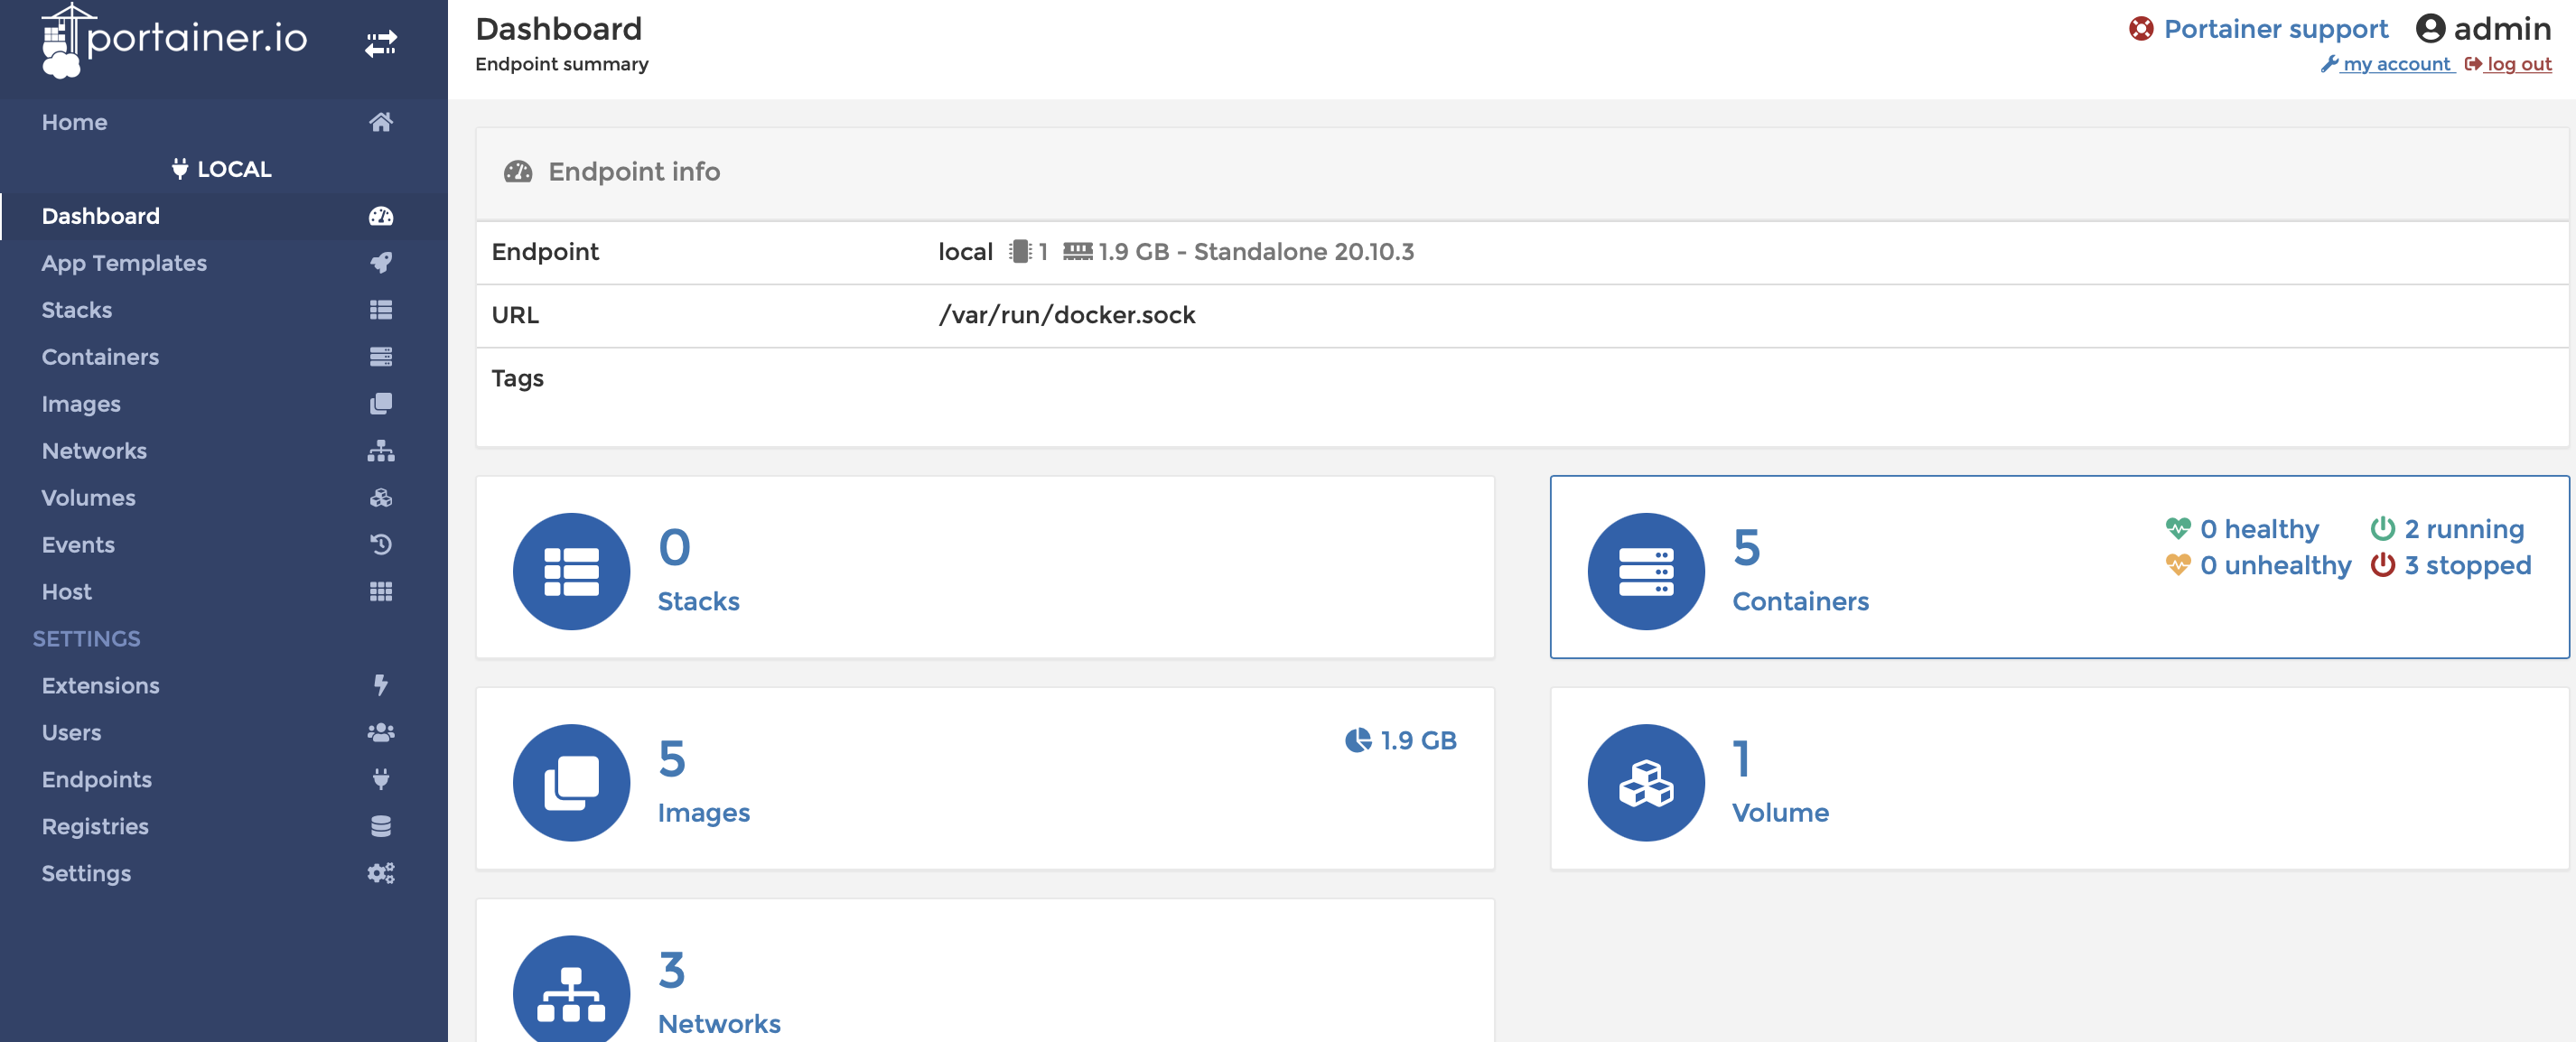 portainer.io
Home
LOCAL
Dashboard
App Templates
Stacks
Containers
Images
Networks
Volumes
Events
Host
SETTINGS
Extensions
Users
Endpoints
Registries
Settings
Dashboard
Endpoint summary
Portainer support admin
my account log out
Endpoint info
Endpoint local 1 1.9 GB - Standalone 20.10.3
URL /var/run/docker.sock
Tags
0
Stacks
5
Containers
0 healthy 2 running
0 unhealthy 3 stopped
5
Images
1.9 GB
1
Volume
3
Networks